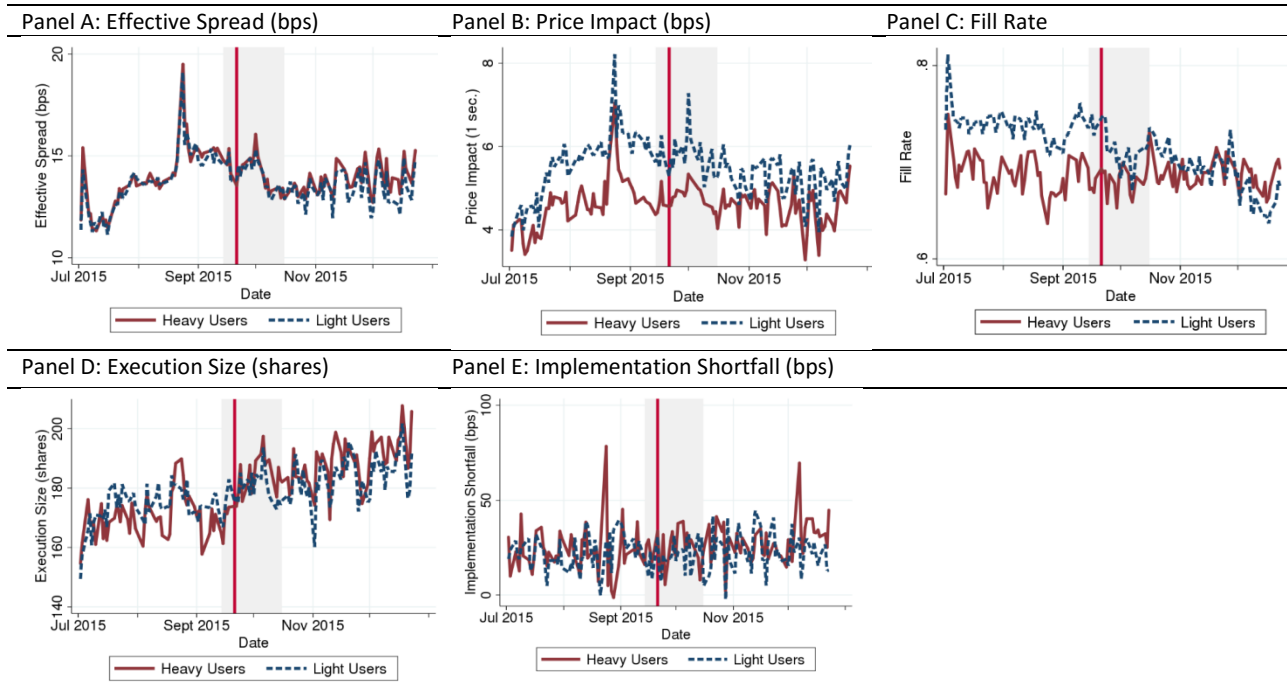 Panel A: Effective Spread (bps)
Panel B: Price Impact (bps)
Panel C: Fill Rate
Effective Spread (bps)
20
15
10
Jul 2015 Sept 2015 Nov 2015
Date
Heavy Users Light Users
Price Impact (1 sec.)
8
6
4
Jul 2015 Sept 2015 Nov 2015
Date
Heavy Users Light Users
Fill Rate
.8
.6
Jul 2015 Sept 2015 Nov 2015
Date
Heavy Users Light Users
Panel D: Execution Size (shares)
Panel E: Implementation Shortfall (bps)
Execution Size (shares)
200
180
160
140
Jul 2015 Sept 2015 Nov 2015
Date
Heavy Users Light Users
Implementation Shortfall (bps)
100
50
0
Jul 2015 Sept 2015 Nov 2015
Date
Heavy Users Light Users